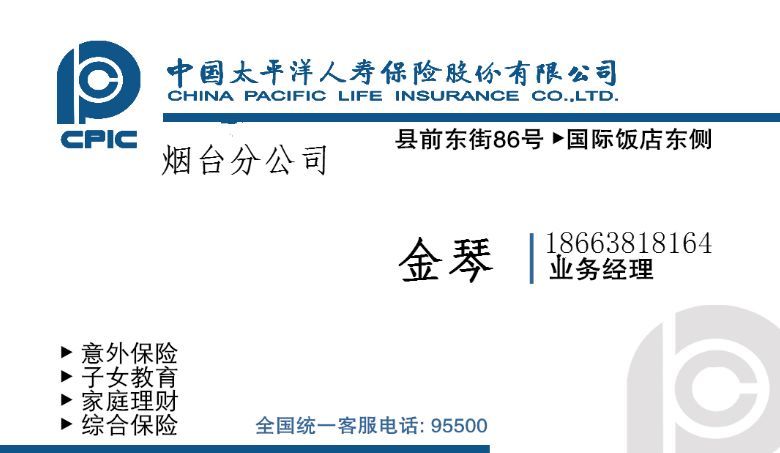 CPIC
中国太平洋人寿保险股份有限公司
CHINA PACIFIC LIFE INSURANCE CO.,LTD.
烟台分公司
县前东街86号 ▶国际饭店东侧
金琴
18663818164
业务经理
▶ 意外保险
▶ 子女教育
▶ 家庭理财
▶ 综合保险
全国统一客服电话: 95500